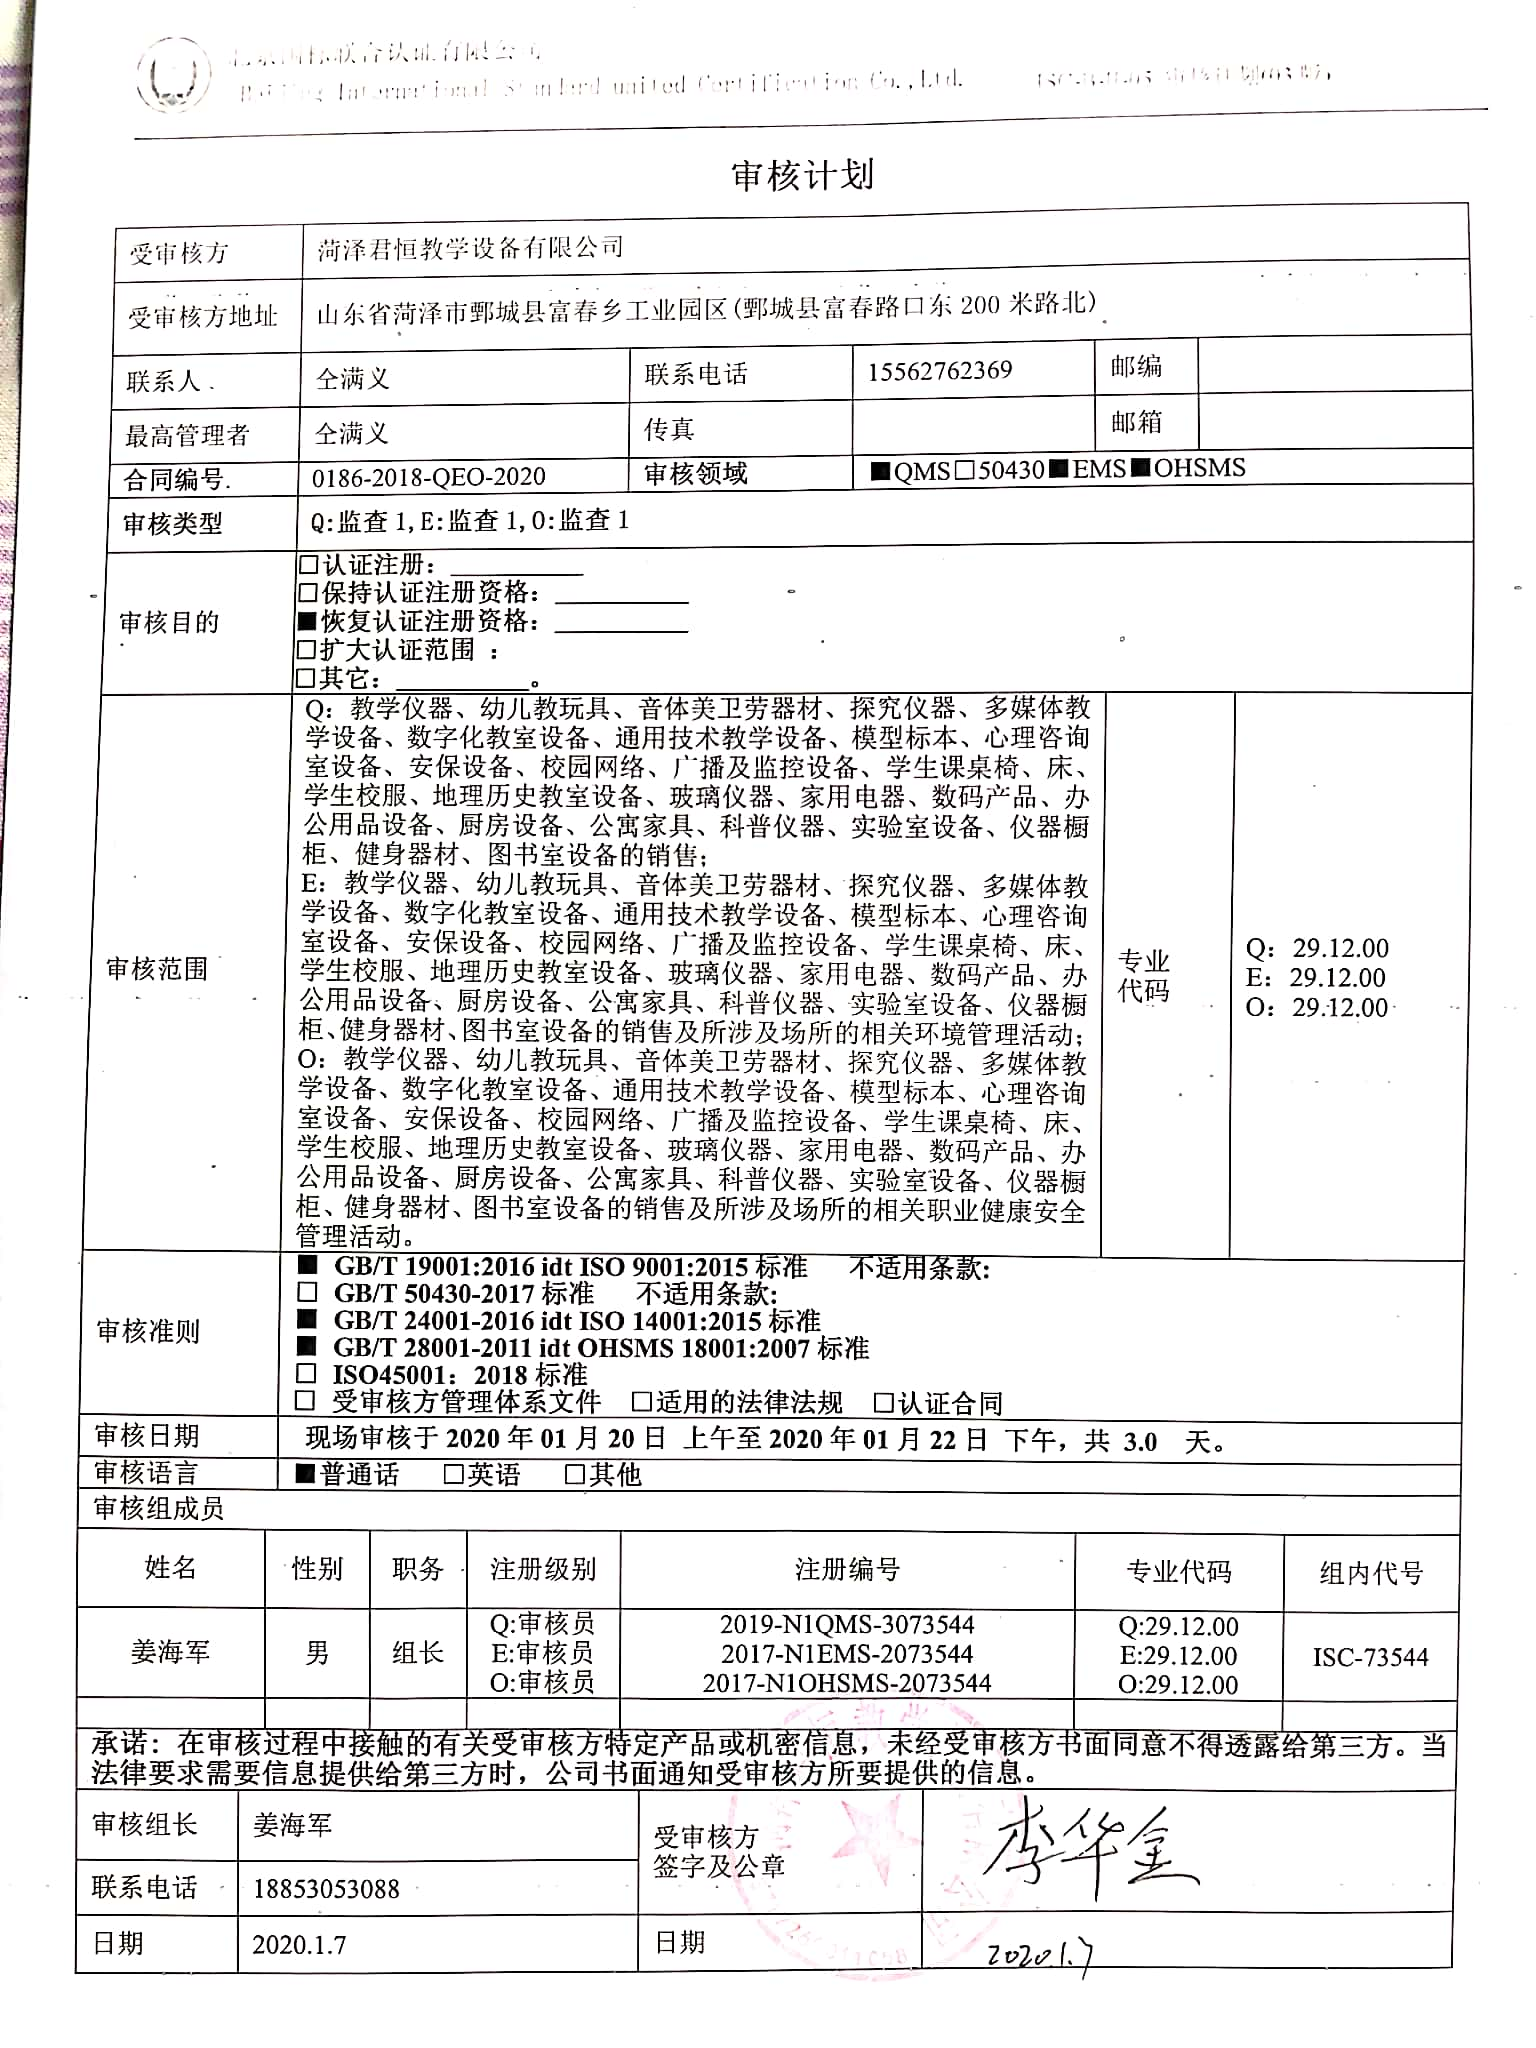 北京国标联合认证有限公司
Beijing International Standard united Certification Co.,Ltd. ISC-B-II-05 审核计划(03版)
审核计划
受审核方 菏泽君恒教学设备有限公司
受审核方地址 山东省菏泽市鄄城县富春乡工业园区(鄄城县富春路口东 200 米路北)
联系人 仝满义 联系电话 15562762369 邮编
最高管理者 仝满义 传真 邮箱
合同编号. 0186-2018-QEO-2020 审核领域 ■QMS□50430■EMS■OHSMS
审核类型 Q:监查 1,E:监查 1,O:监查 1
审核目的
□认证注册：
□保持认证注册资格：
■恢复认证注册资格：
□扩大认证范围 ：
□其它： 。
审核范围
Q：教学仪器、幼儿教玩具、音体美卫劳器材、探究仪器、多媒体教
学设备、数字化教室设备、通用技术教学设备、模型标本、心理咨询
室设备、安保设备、校园网络、广播及监控设备、学生课桌椅、床、
学生校服、地理历史教室设备、玻璃仪器、家用电器、数码产品、办
公用品设备、厨房设备、公寓家具、科普仪器、实验室设备、仪器橱
柜、健身器材、图书室设备的销售;
E：教学仪器、幼儿教玩具、音体美卫劳器材、探究仪器、多媒体教
学设备、数字化教室设备、通用技术教学设备、模型标本、心理咨询
室设备、安保设备、校园网络、广播及监控设备、学生课桌椅、床、
学生校服、地理历史教室设备、玻璃仪器、家用电器、数码产品、办
公用品设备、厨房设备、公寓家具、科普仪器、实验室设备、仪器橱
柜、健身器材、图书室设备的销售及所涉及场所的相关环境管理活动;
O：教学仪器、幼儿教玩具、音体美卫劳器材、探究仪器、多媒体教
学设备、数字化教室设备、通用技术教学设备、模型标本、心理咨询
室设备、安保设备、校园网络、广播及监控设备、学生课桌椅、床、
学生校服、地理历史教室设备、玻璃仪器、家用电器、数码产品、办
公用品设备、厨房设备、公寓家具、科普仪器、实验室设备、仪器橱
柜、健身器材、图书室设备的销售及所涉及场所的相关职业健康安全
管理活动。
专业
代码
Q：29.12.00
E：29.12.00
O：29.12.00
审核准则
■ GB/T 19001:2016 idt ISO 9001:2015 标准 不适用条款:
□ GB/T 50430-2017 标准 不适用条款:
■ GB/T 24001-2016 idt ISO 14001:2015 标准
■ GB/T 28001-2011 idt OHSMS 18001:2007 标准
□ ISO45001：2018 标准
□ 受审核方管理体系文件 □适用的法律法规 □认证合同
审核日期 现场审核于 2020 年 01 月 20 日 上午至 2020 年 01 月 22 日 下午，共 3.0 天。
审核语言 ■普通话 □英语 □其他
审核组成员
姓名 性别 职务 注册级别 注册编号 专业代码 组内代号
姜海军 男 组长
Q:审核员 2019-N1QMS-3073544 Q:29.12.00
E:审核员 2017-N1EMS-2073544 E:29.12.00
O:审核员 2017-N1OHSMS-2073544 O:29.12.00
ISC-73544
承诺：在审核过程中接触的有关受审核方特定产品或机密信息，未经受审核方书面同意不得透露给第三方。当
法律要求需要信息提供给第三方时，公司书面通知受审核方所要提供的信息。
审核组长 姜海军
受审核方
签字及公章
李华金
联系电话 18853053088
日期 2020.1.7 日期 2020.1.7